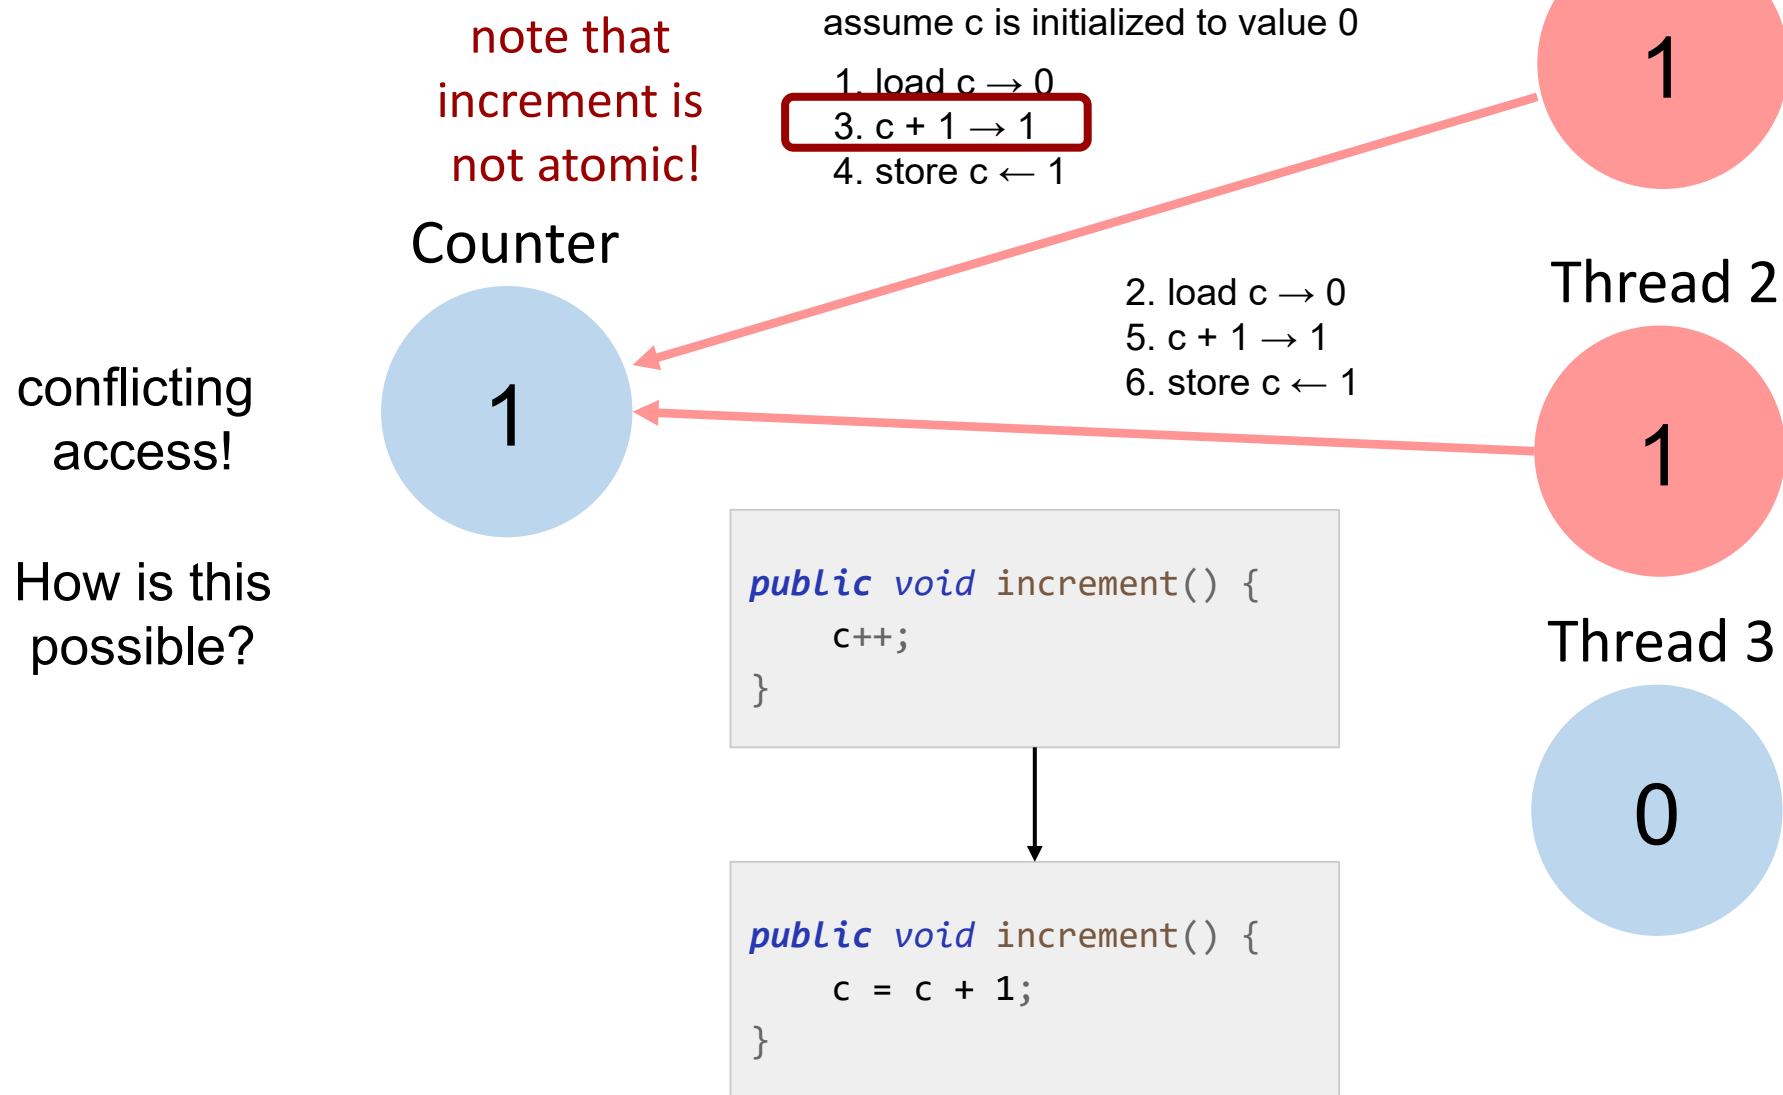 note that
increment is
not atomic!
assume c is initialized to value 0
1. load c → 0
3. c + 1 → 1
4. store c ← 1
1
Counter
1
conflicting
access!
How is this
possible?
2. load c → 0
5. c + 1 → 1
6. store c ← 1
Thread 2
1
Thread 3
0
public void increment() {
    c++;
}
public void increment() {
    c = c + 1;
}